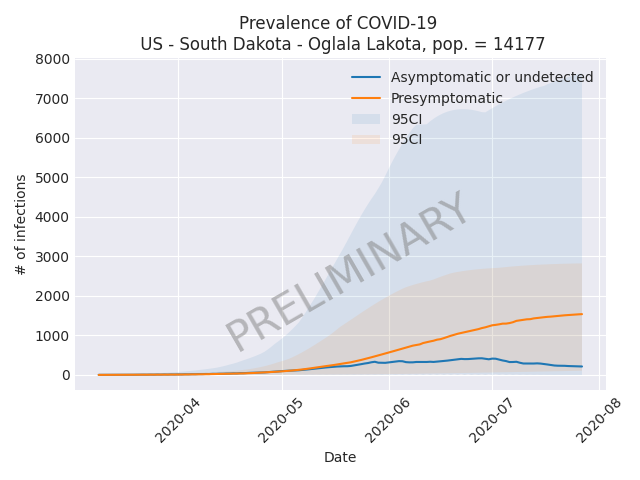 Prevalence of COVID-19
US - South Dakota - Oglala Lakota, pop. = 14177
8000
7000
6000
5000
4000
3000
2000
1000
0
# of infections
Asymptomatic or undetected
Presymptomatic
95CI
95CI
PRELIMINARY
2020-04
2020-05
2020-06
2020-07
2020-08
Date